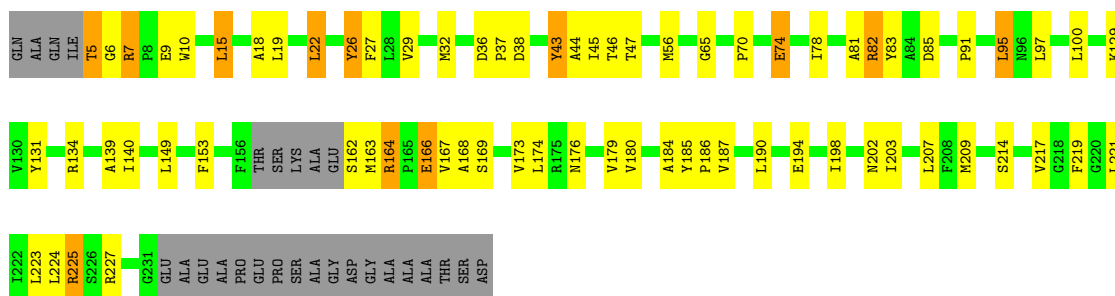 GLN ALA GLN ILE T5 G6 R7 P8 E9 W10 L15 A18 L19 L22 Y26 F27 L28 V29 M32 D36 P37 D38 Y43 A44 I45 T46 T47 M56 G65 P70 E74 I78 A81 R82 Y83 A84 D85 P91 L95 N96 L97 L100
V130 Y131 R134 A139 I140 L149 F153 F156 THR SER LYS ALA GLU S162 M163 R164 P165 E166 V167 A168 S169 V173 L174 R175 N176 V179 V180 A184 Y185 P186 V187 L190 E194 I198 N202 I203 L207 F208 M209 S214 V217 G218 F219 G220 L221
I222 L223 L224 R225 S226 R227 G231 GLU ALA GLU ALA PRO GLU PRO SER ALA GLY ASP GLY ALA ALA ALA THR SER ASP